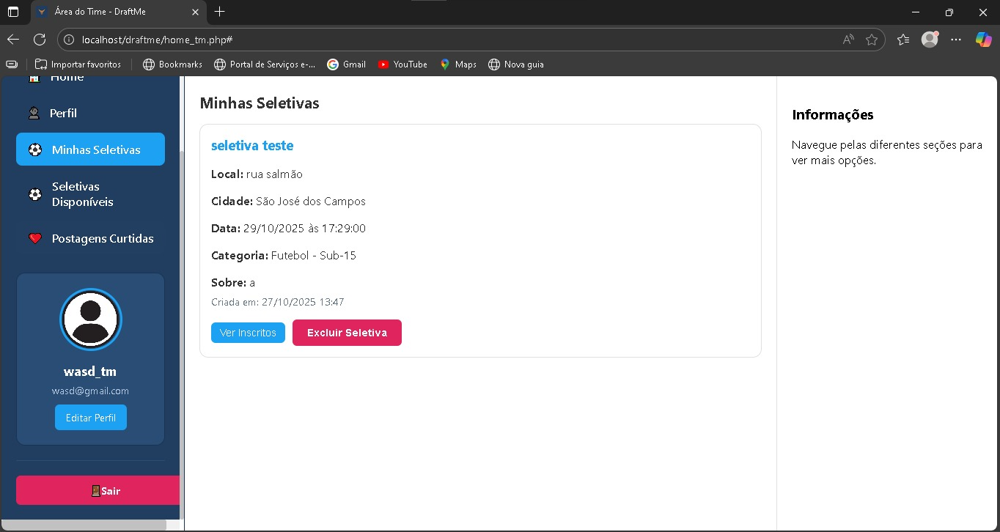 Área do Time - DraftMe
localhost/draftme/home_tm.php#
Importar favoritos
Bookmarks
Portal de Serviços e-...
Gmail
YouTube
Maps
Nova guia
Home
Perfil
Minhas Seletivas
Seletivas
Disponíveis
Postagens Curtidas
wasd_tm
wasd@gmail.com
Editar Perfil
Sair
Minhas Seletivas
seletiva teste
Local: rua salmão
Cidade: São José dos Campos
Data: 29/10/2025 às 17:29:00
Categoria: Futebol - Sub-15
Sobre: a
Criada em: 27/10/2025 13:47
Ver Inscritos
Excluir Seletiva
Informações
Navegue pelas diferentes seções para
ver mais opções.